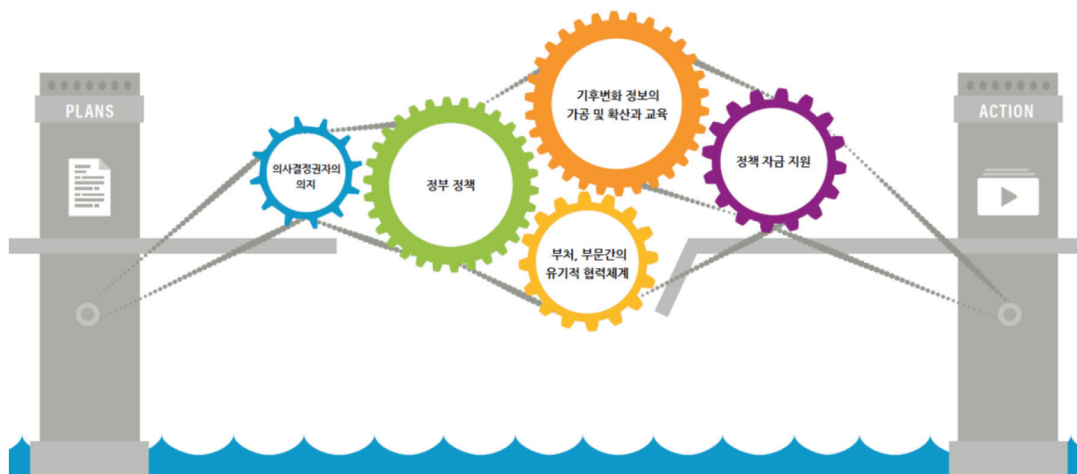 PLANS
의사결정권자의
의지
정부 정책
기후변화 정보의
가공 및 확산과 교육
부처, 부문간의
유기적 협력체계
정책 자금 지원
ACTION